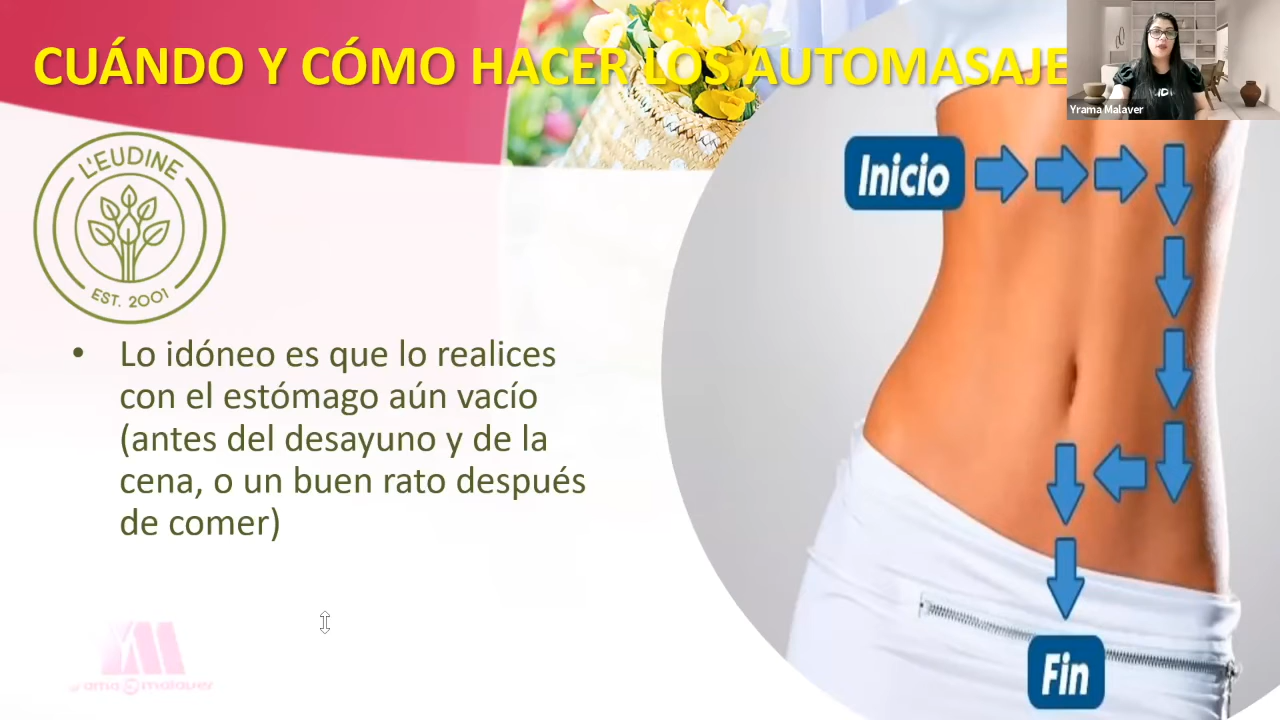 CUÁNDO Y CÓMO HACER LOS AUTOMASAJE
Yrama Malaver
L'EUDINE
EST. 2001
Inicio
• Lo idóneo es que lo realices
con el estómago aún vacío
(antes del desayuno y de la
cena, o un buen rato después
de comer)
Fin
YM